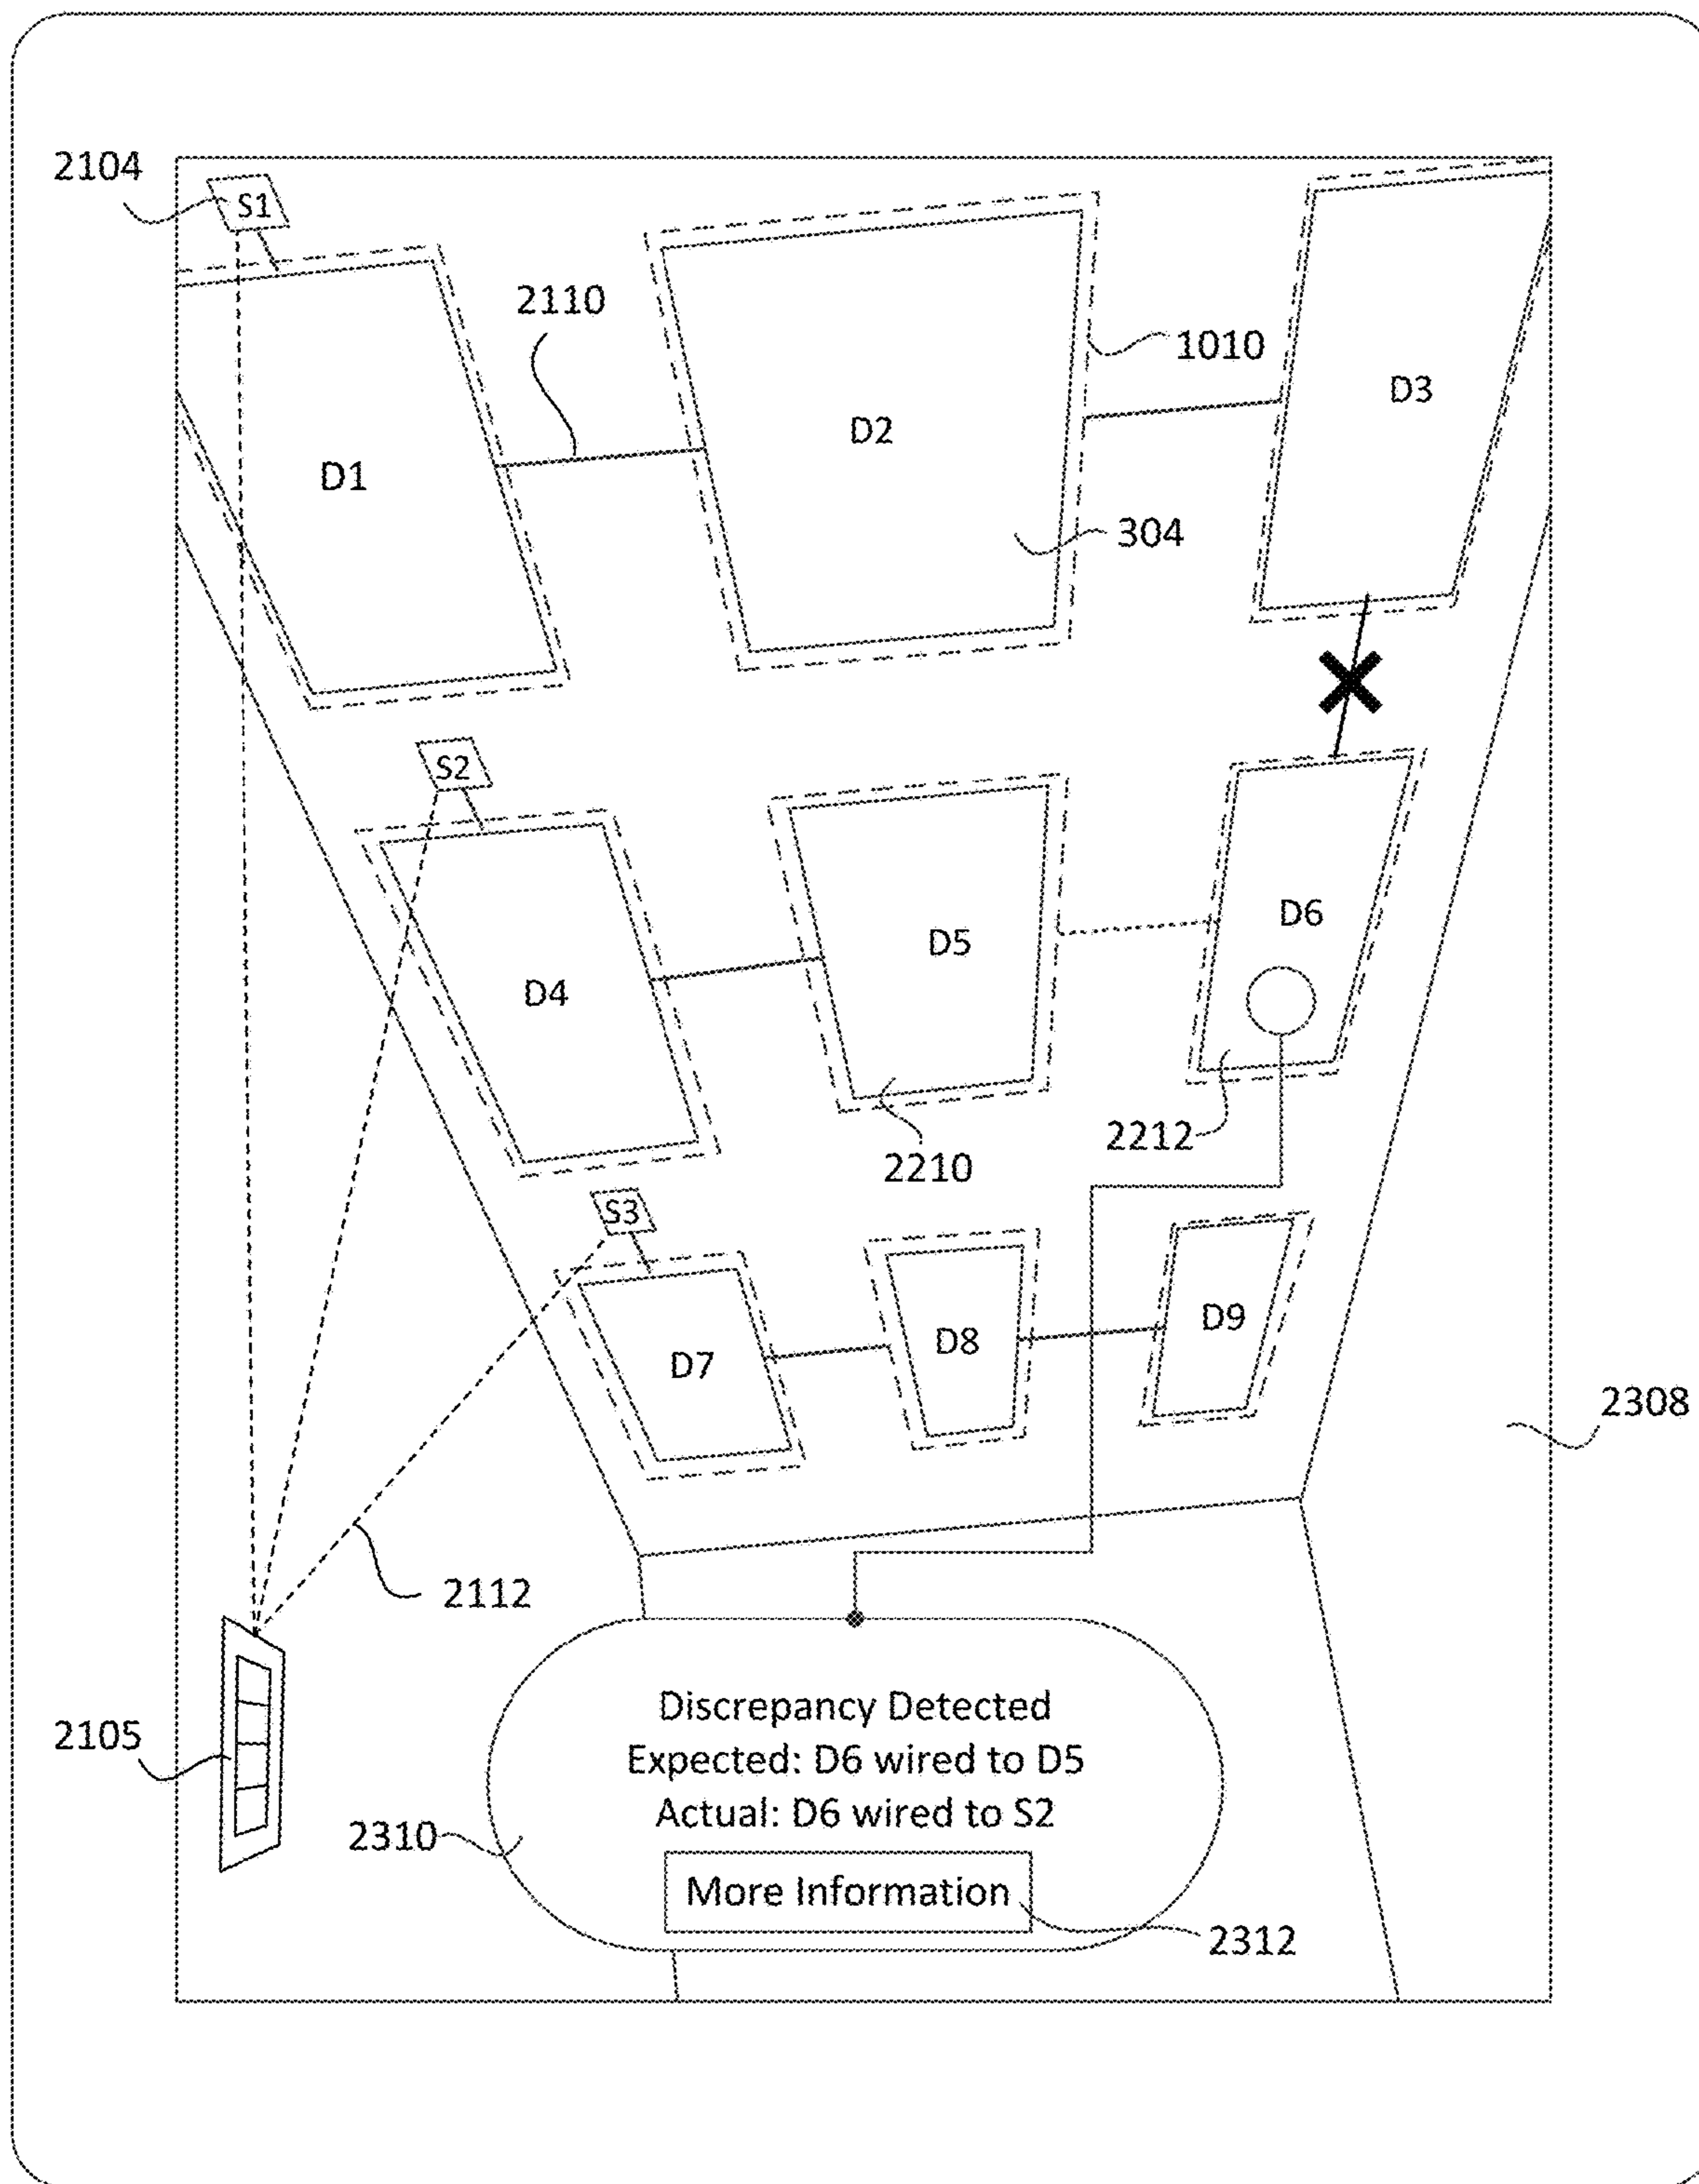 2104
S1
2110
1010
D3
D2
D1
304
S2
D6
D5
D4
2212
2210
S3
D9
D8
D7
2308
2112
Discrepancy Detected
2105
Expected: D6 wired to D5
Actual: D6 wired to S2
2310
More Information
2312